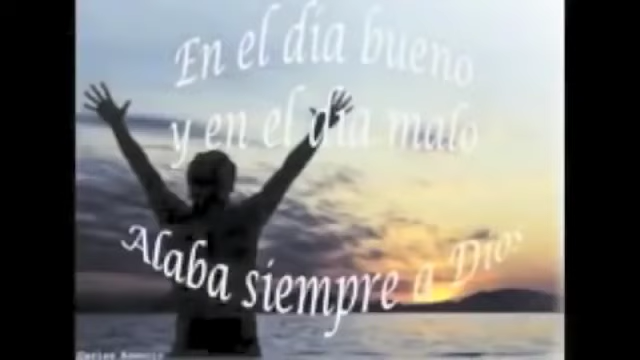 En el día bueno
y en el día malo
Alaba siempre a Dios